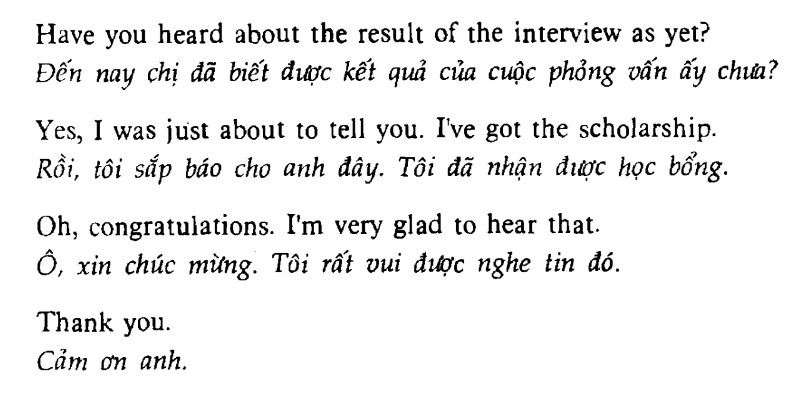 Have you heard about the result of the interview as yet?
Đến nay chị đã biết được kết quả của cuộc phỏng vấn ấy chưa?
Yes, I was just about to tell you. I've got the scholarship.
Rồi, tôi sắp báo cho anh đây. Tôi đã nhận được học bổng.
Oh, congratulations. I'm very glad to hear that.
Ô, xin chúc mừng. Tôi rất vui được nghe tin đó.
Thank you.
Cảm ơn anh.